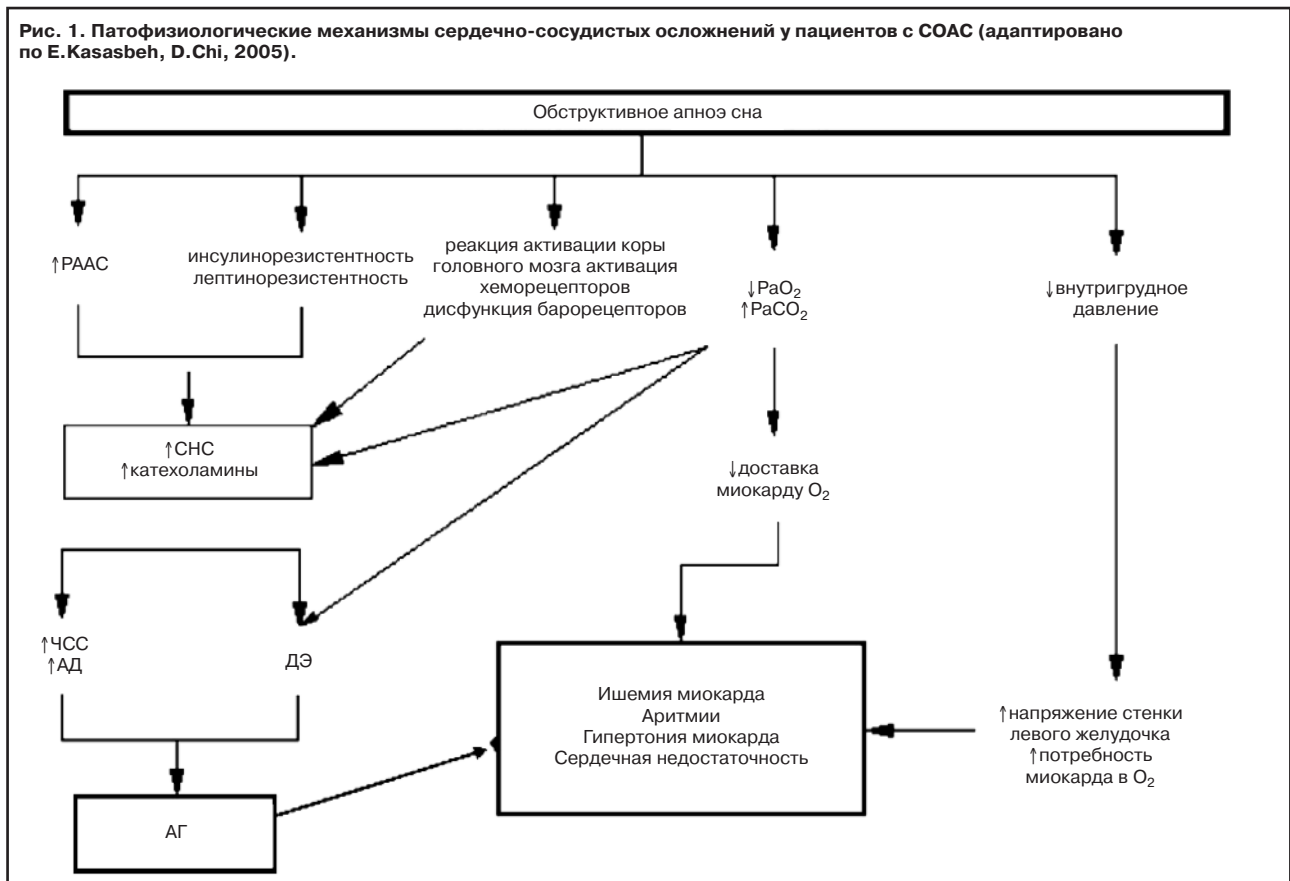 Рис. 1. Патофизиологические механизмы сердечно-сосудистых осложнений у пациентов с СОАС (адаптировано
по E.Kasasbeh, D.Chi, 2005).
Обструктивное апноэ сна
↑РААС
инсулинорезистентность
лептинорезистентность
реакция активации коры
головного мозга активация
хеморецепторов
дисфункция барорецепторов
↓PaO₂
↑PaCO₂
↓внутригрудное
давление
↑СНС
↑катехоламины
↓доставка
миокарду O₂
↑ЧСС
↑АД
ДЭ
Ишемия миокарда
Аритмии
Гипертония миокарда
Сердечная недостаточность
↑напряжение стенки
левого желудочка
↑потребность
миокарда в O₂
АГ